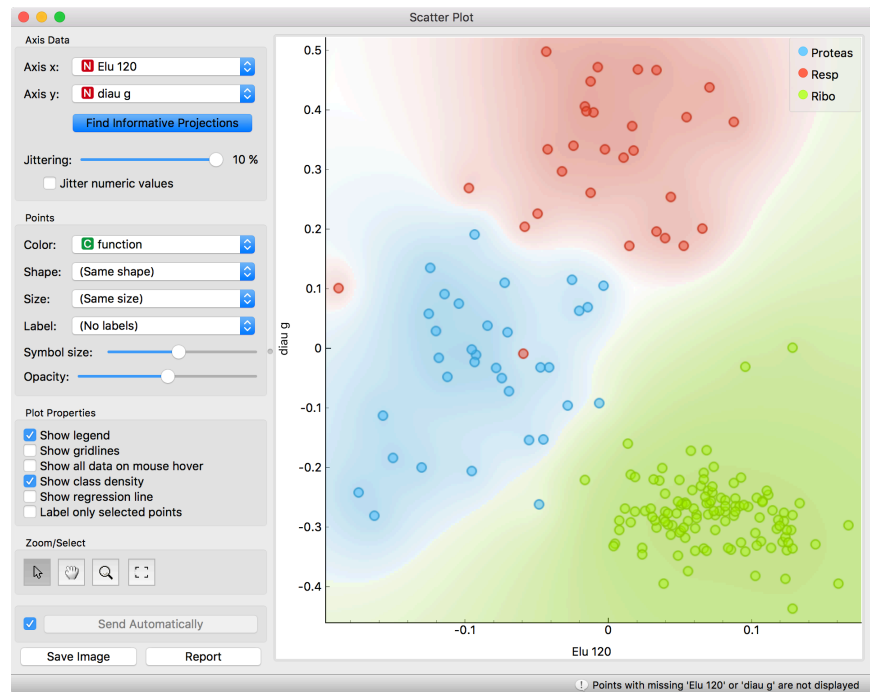 Scatter Plot
Axis Data
Axis x: N Elu 120
Axis y: N diau g
Find Informative Projections
Jittering: 10 %
Jitter numeric values
Points
Color: C function
Shape: (Same shape)
Size: (Same size)
Label: (No labels)
Symbol size:
Opacity:
Plot Properties
Show legend
Show gridlines
Show all data on mouse hover
Show class density
Show regression line
Label only selected points
Zoom/Select
Send Automatically
Save Image Report
0.5
0.4
0.3
0.2
0.1
0
-0.1
-0.2
-0.3
-0.4
diau g
-0.1 0 0.1
Elu 120
Proteas
Resp
Ribo
! Points with missing 'Elu 120' or 'diau g' are not displayed